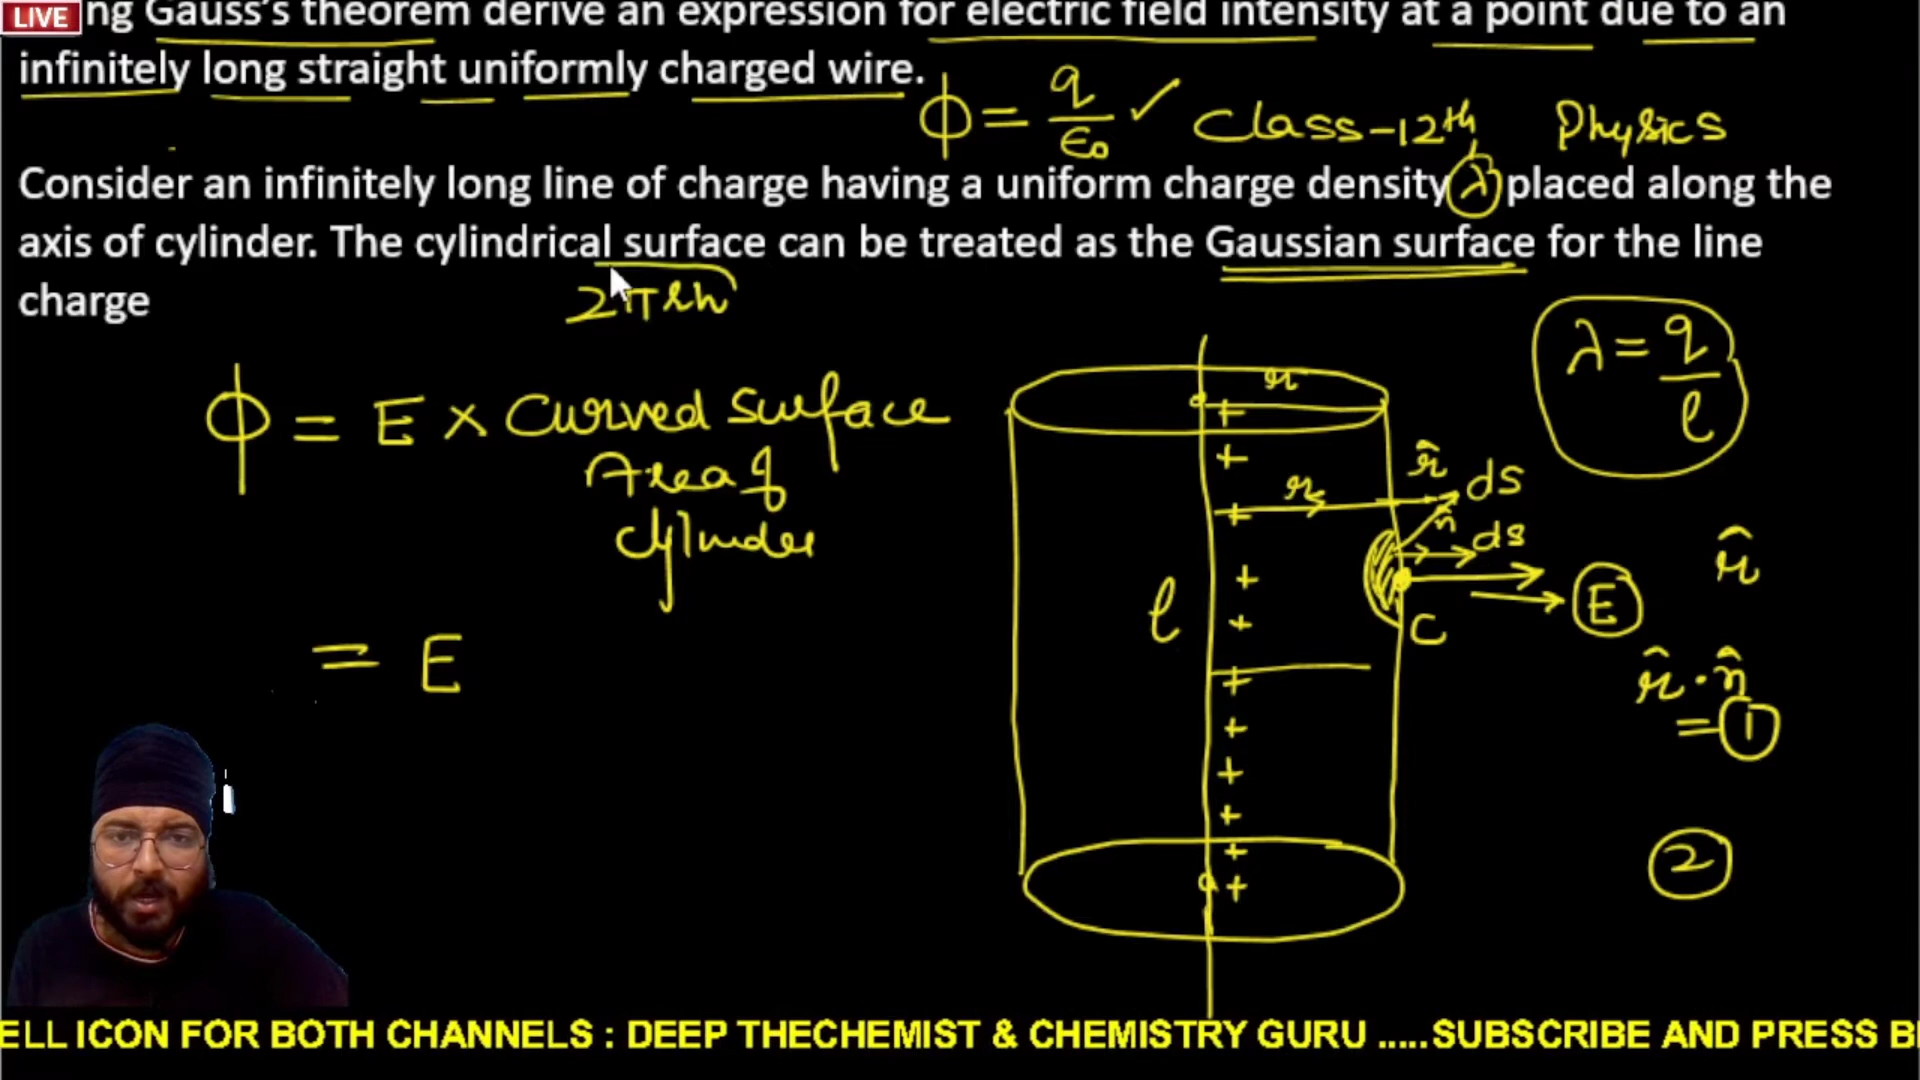 LIVE
ng Gauss's theorem derive an expression for electric field intensity at a point due to an
infinitely long straight uniformly charged wire.
ϕ = q/ε₀ ✓ Class-12th Physics
Consider an infinitely long line of charge having a uniform charge density λ placed along the
axis of cylinder. The cylindrical surface can be treated as the Gaussian surface for the line
charge
2πrh
λ = q/l
ϕ = E × Curved Surface
Area of
Cylinder
= E
r
+
+
r
+
r̂
dS
n̂
dS
+
E
r̂
l
+
C
+
r̂ · n̂
= 1
+
+
+
+
2
+
ELL ICON FOR BOTH CHANNELS : DEEP THECHEMIST & CHEMISTRY GURU .....SUBSCRIBE AND PRESS B